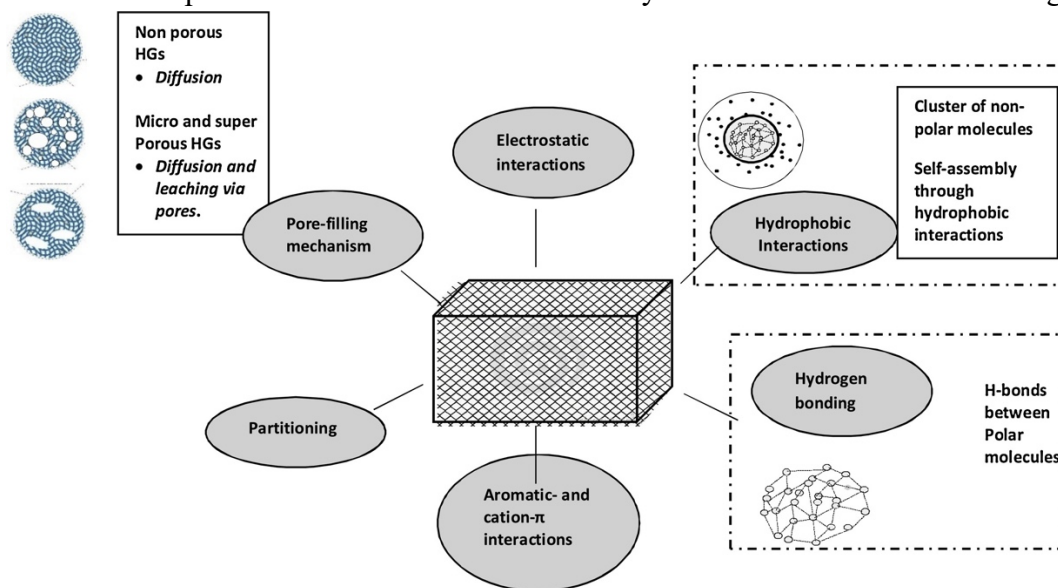 Non porous
HGs
• Diffusion
Micro and super
Porous HGs
• Diffusion and
leaching via
pores.
Pore-filling
mechanism
Electrostatic
interactions
Cluster of non-
polar molecules
Self-assembly
through
hydrophobic
interactions
Hydrophobic
Interactions
Partitioning
Hydrogen
bonding
H-bonds
between
Polar
molecules
Aromatic- and
cation-π
interactions